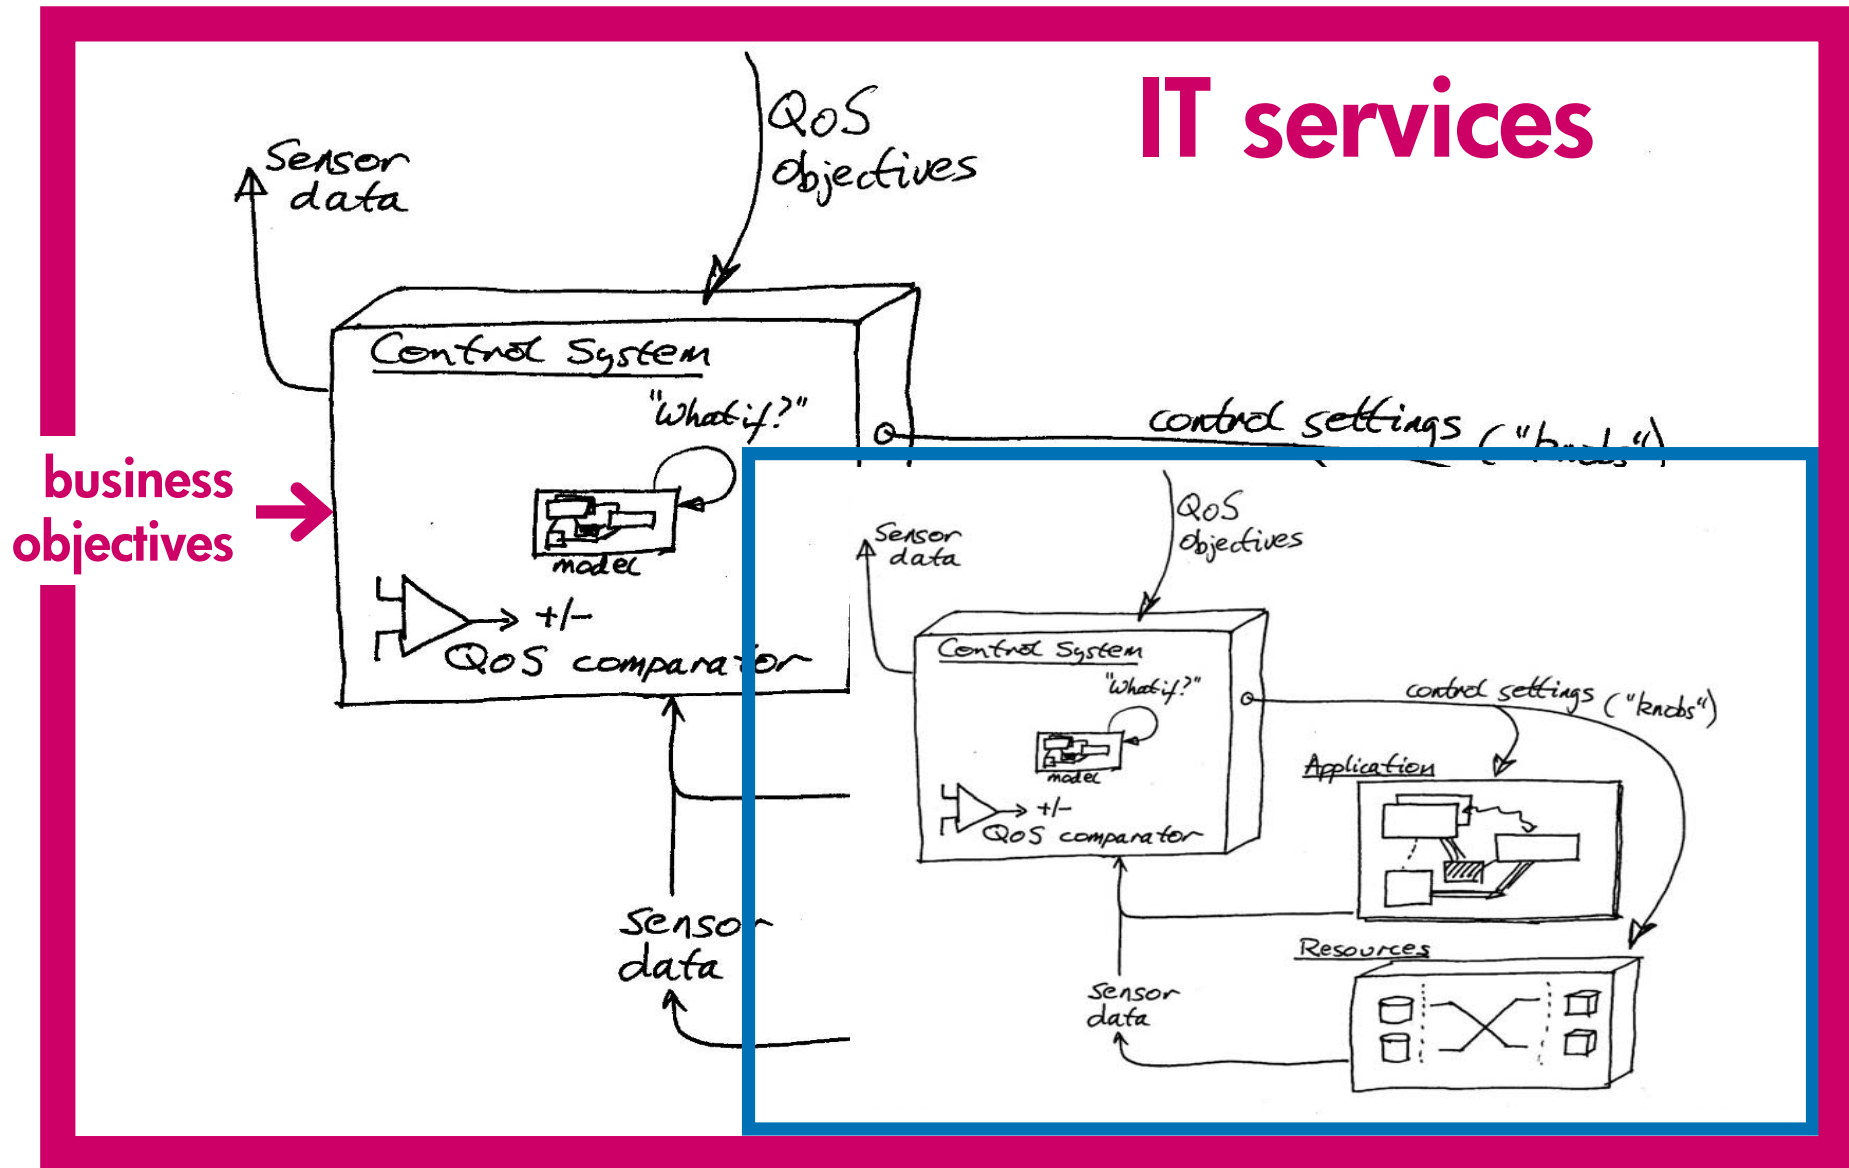 IT services
QoS
objectives
Sensor
data
Control System
"What if?"
control settings ("knobs")
business
objectives
model
+/-
QoS comparator
sensor
data
QoS
objectives
Sensor
data
Control System
"What if?"
control settings ("knobs")
model
Application
+/-
QoS comparator
Resources
sensor
data